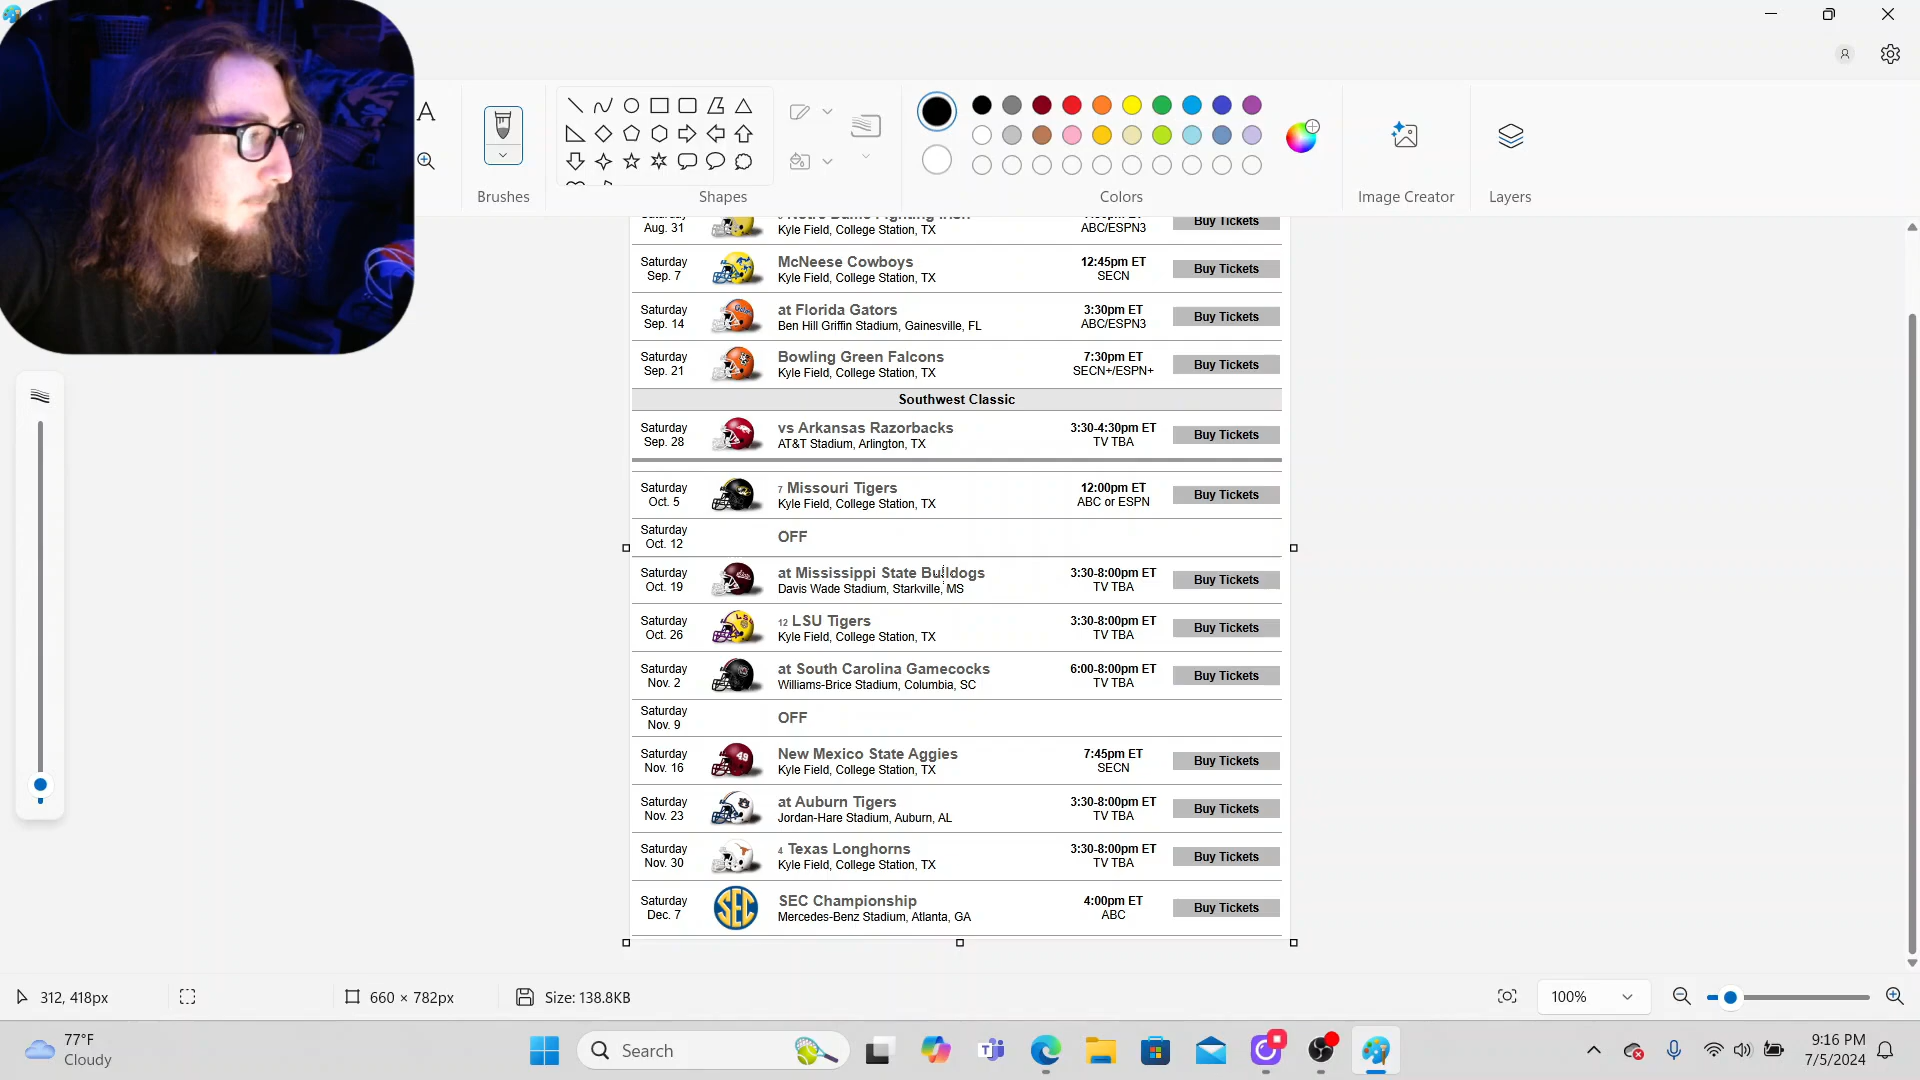 A
Brushes
Shapes
Colors
Image Creator
Layers
Saturday
Aug. 31
Notre Dame Fighting Irish
Kyle Field, College Station, TX
ABC/ESPN3
Buy Tickets
Saturday
Sep. 7
McNeese Cowboys
Kyle Field, College Station, TX
12:45pm ET
SECN
Buy Tickets
Saturday
Sep. 14
at Florida Gators
Ben Hill Griffin Stadium, Gainesville, FL
3:30pm ET
ABC/ESPN3
Buy Tickets
Saturday
Sep. 21
Bowling Green Falcons
Kyle Field, College Station, TX
7:30pm ET
SECN+/ESPN+
Buy Tickets
Southwest Classic
Saturday
Sep. 28
vs Arkansas Razorbacks
AT&T Stadium, Arlington, TX
3:30-4:30pm ET
TV TBA
Buy Tickets
Saturday
Oct. 5
7 Missouri Tigers
Kyle Field, College Station, TX
12:00pm ET
ABC or ESPN
Buy Tickets
Saturday
Oct. 12
OFF
Saturday
Oct. 19
at Mississippi State Bulldogs
Davis Wade Stadium, Starkville, MS
3:30-8:00pm ET
TV TBA
Buy Tickets
Saturday
Oct. 26
12 LSU Tigers
Kyle Field, College Station, TX
3:30-8:00pm ET
TV TBA
Buy Tickets
Saturday
Nov. 2
at South Carolina Gamecocks
Williams-Brice Stadium, Columbia, SC
6:00-8:00pm ET
TV TBA
Buy Tickets
Saturday
Nov. 9
OFF
Saturday
Nov. 16
New Mexico State Aggies
Kyle Field, College Station, TX
7:45pm ET
SECN
Buy Tickets
Saturday
Nov. 23
at Auburn Tigers
Jordan-Hare Stadium, Auburn, AL
3:30-8:00pm ET
TV TBA
Buy Tickets
Saturday
Nov. 30
4 Texas Longhorns
Kyle Field, College Station, TX
3:30-8:00pm ET
TV TBA
Buy Tickets
Saturday
Dec. 7
SEC
SEC Championship
Mercedes-Benz Stadium, Atlanta, GA
4:00pm ET
ABC
Buy Tickets
312, 418px
660 × 782px
Size: 138.8KB
100%
77°F
Cloudy
Search
9:16 PM
7/5/2024